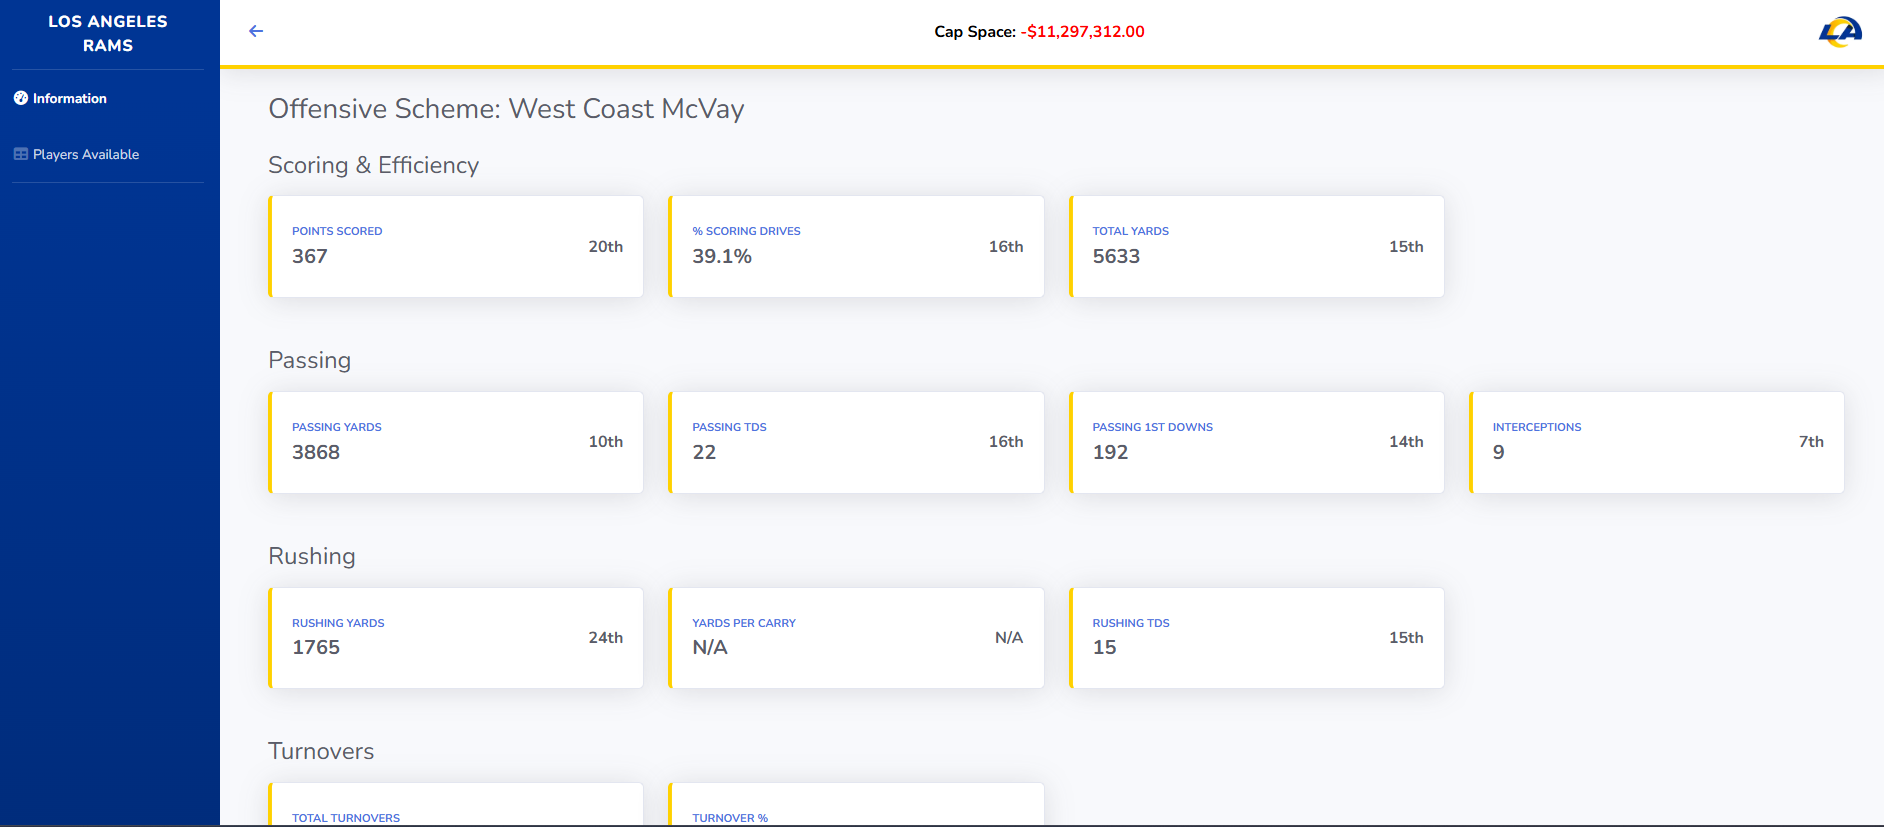 LOS ANGELES
RAMS
Information
Players Available
Cap Space: -$11,297,312.00
LA
Offensive Scheme: West Coast McVay
Scoring & Efficiency
POINTS SCORED
367
20th
% SCORING DRIVES
39.1%
16th
TOTAL YARDS
5633
15th
Passing
PASSING YARDS
3868
10th
PASSING TDS
22
16th
PASSING 1ST DOWNS
192
14th
INTERCEPTIONS
9
7th
Rushing
RUSHING YARDS
1765
24th
YARDS PER CARRY
N/A
N/A
RUSHING TDS
15
15th
Turnovers
TOTAL TURNOVERS
TURNOVER %